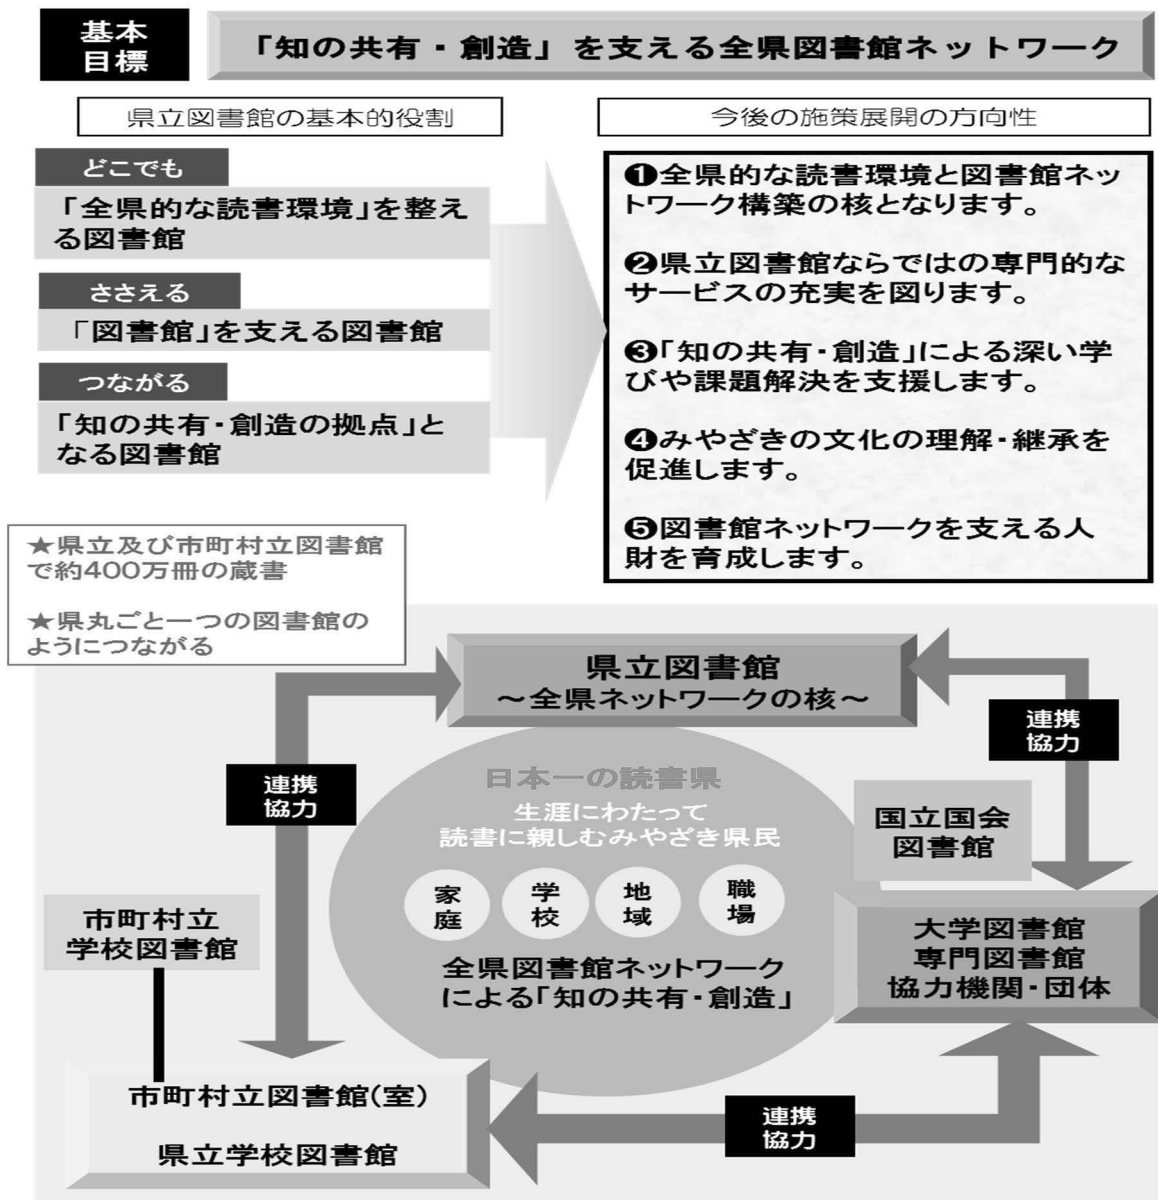 基本
目標
「知の共有・創造」を支える全県図書館ネットワーク
県立図書館の基本的役割
どこでも
「全県的な読書環境」を整え
る図書館
ささえる
「図書館」を支える図書館
つながる
「知の共有・創造の拠点」と
なる図書館
今後の施策展開の方向性
❶全県的な読書環境と図書館ネッ
トワーク構築の核となります。
❷県立図書館ならではの専門的な
サービスの充実を図ります。
❸「知の共有・創造」による深い学
びや課題解決を支援します。
❹みやざきの文化の理解・継承を
促進します。
❺図書館ネットワークを支える人
財を育成します。
★県立及び市町村立図書館
で約400万冊の蔵書
★県丸ごと一つの図書館の
ようにつながる
県立図書館
～全県ネットワークの核～
連携
協力
連携
協力
日本一の読書県
生涯にわたって
読書に親しむみやざき県民
家庭
学校
地域
職場
全県図書館ネットワーク
による「知の共有・創造」
国立国会
図書館
大学図書館
専門図書館
協力機関・団体
市町村立
学校図書館
市町村立図書館(室)
県立学校図書館
連携
協力